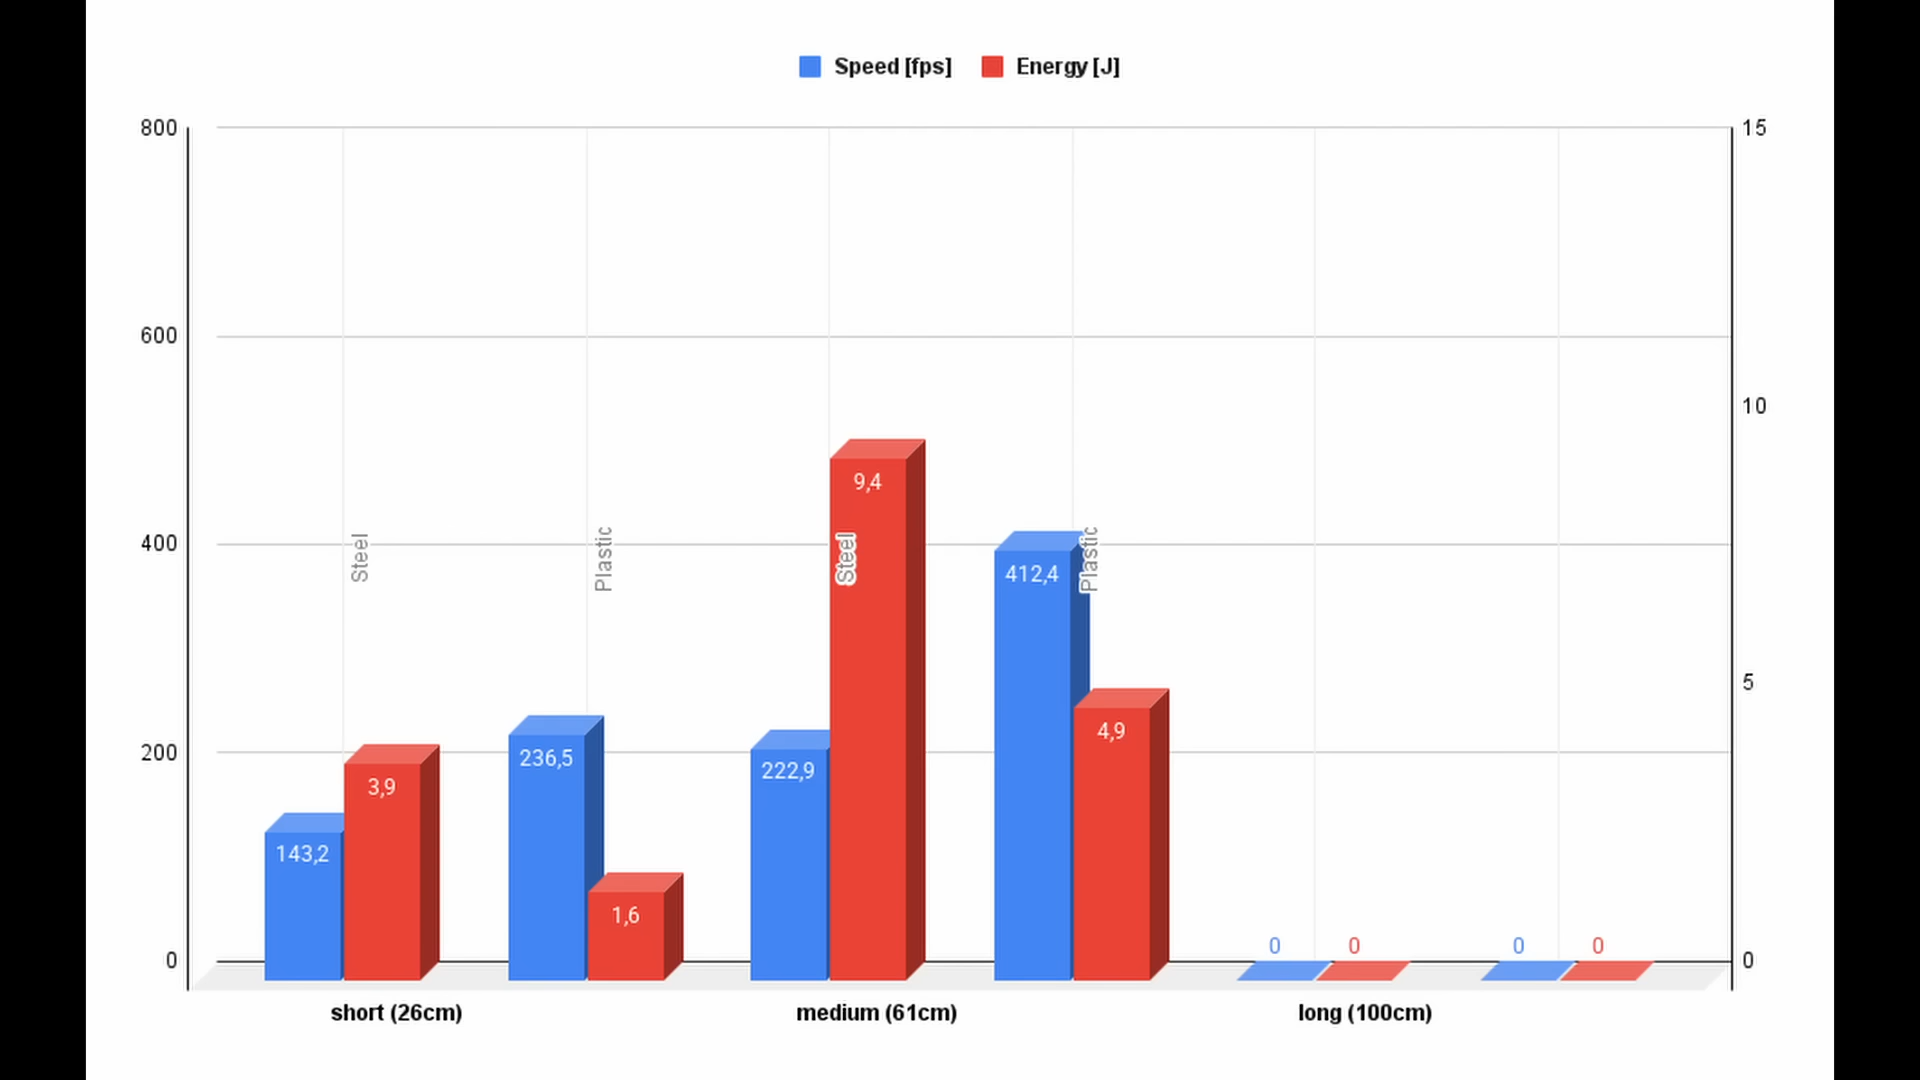 Speed [fps] Energy [J]
800
15
600
10
Steel
Plastic
Steel
Plastic
400
9,4
412,4
5
200
236,5
222,9
4,9
3,9
143,2
1,6
0 0 0 0
0
0
short (26cm) medium (61cm) long (100cm)